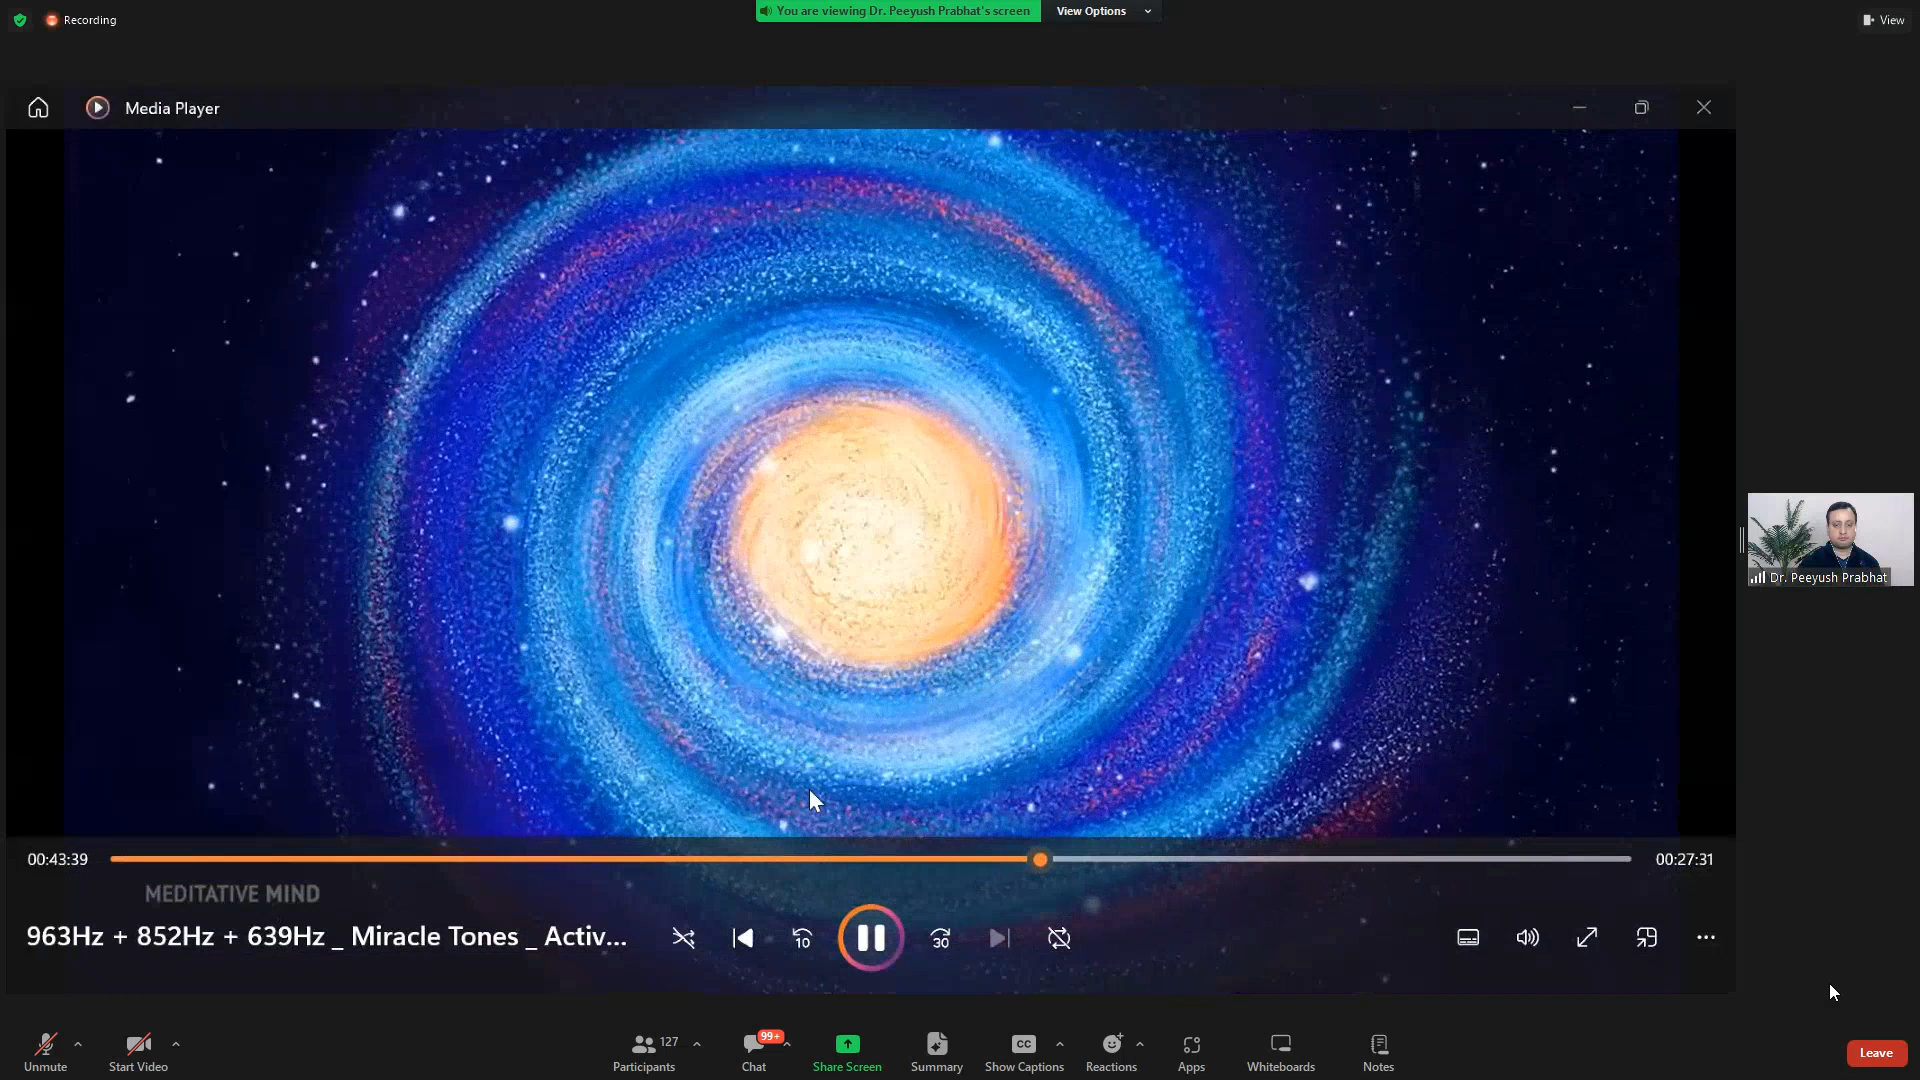 Recording
You are viewing Dr. Peeyush Prabhat's screen
View Options
View
Media Player
Dr. Peeyush Prabhat
00:43:39
00:27:31
MEDITATIVE MIND
963Hz + 852Hz + 639Hz _ Miracle Tones _ Activ...
10
30
Unmute
Start Video
127
Participants
99+
Chat
Share Screen
Summary
CC
Show Captions
Reactions
Apps
Whiteboards
Notes
Leave